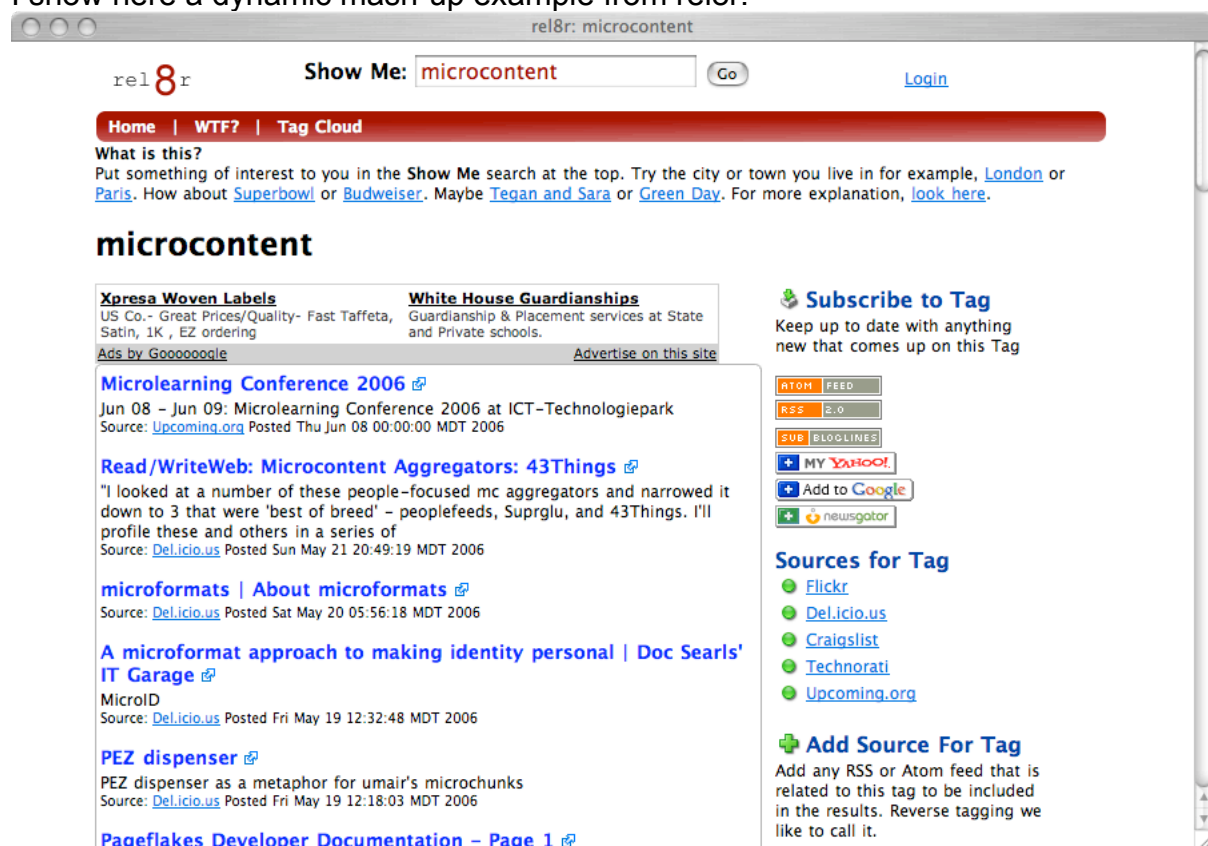 I show here a dynamic mash-up example from rel8r:
rel8r: microcontent
rel8r
Show Me: microcontent Go
Login
Home | WTF? | Tag Cloud
What is this?
Put something of interest to you in the Show Me search at the top. Try the city or town you live in for example, London or
Paris. How about Superbowl or Budweiser. Maybe Tegan and Sara or Green Day. For more explanation, look here.
microcontent
Xpresa Woven Labels
US Co.- Great Prices/Quality- Fast Taffeta,
Satin, 1K , EZ ordering
White House Guardianships
Guardianship & Placement services at State
and Private schools.
Ads by Goooooogle
Advertise on this site
Microlearning Conference 2006
Jun 08 – Jun 09: Microlearning Conference 2006 at ICT-Technologiepark
Source: Upcoming.org Posted Thu Jun 08 00:00:00 MDT 2006
Read/WriteWeb: Microcontent Aggregators: 43Things
"I looked at a number of these people-focused mc aggregators and narrowed it
down to 3 that were 'best of breed' – peoplefeeds, Suprglu, and 43Things. I'll
profile these and others in a series of
Source: Del.icio.us Posted Sun May 21 20:49:19 MDT 2006
microformats | About microformats
Source: Del.icio.us Posted Sat May 20 05:56:18 MDT 2006
A microformat approach to making identity personal | Doc Searls'
IT Garage
MicroID
Source: Del.icio.us Posted Fri May 19 12:32:48 MDT 2006
PEZ dispenser
PEZ dispenser as a metaphor for umair's microchunks
Source: Del.icio.us Posted Fri May 19 12:18:03 MDT 2006
Pageflakes Developer Documentation – Page 1
Subscribe to Tag
Keep up to date with anything
new that comes up on this Tag
ATOM FEED
RSS 2.0
SUB BLOGLINES
MY YAHOO!
Add to Google
newsgator
Sources for Tag
Flickr
Del.icio.us
Craigslist
Technorati
Upcoming.org
Add Source For Tag
Add any RSS or Atom feed that is
related to this tag to be included
in the results. Reverse tagging we
like to call it.